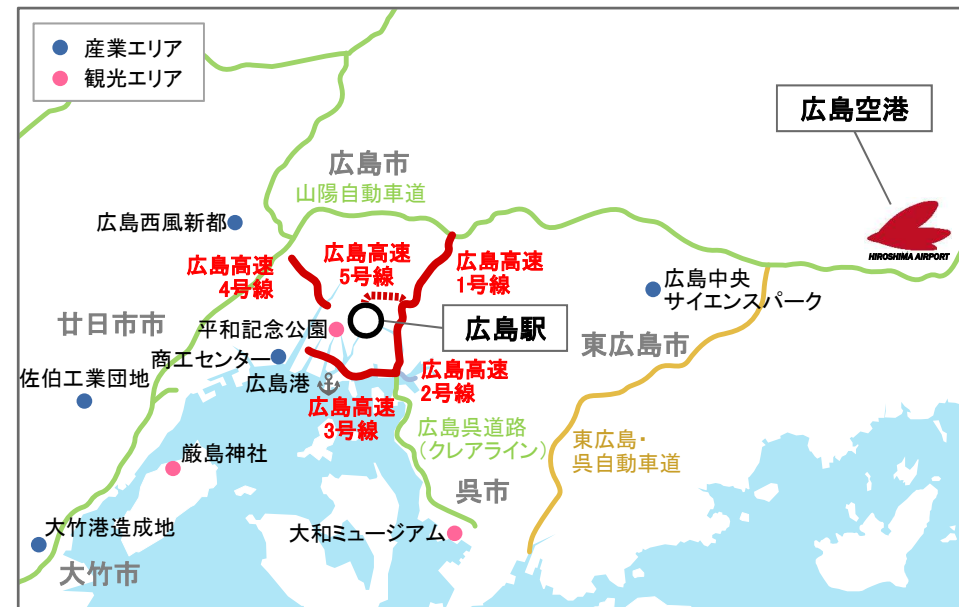 産業エリア
観光エリア
広島空港
広島市
山陽自動車道
広島西風新都
広島高速
4号線
広島高速
5号線
広島高速
1号線
HIROSHIMA AIRPORT
広島中央
サイエンスパーク
廿日市市
平和記念公園
広島駅
東広島市
商工センター
佐伯工業団地
広島港
広島高速
2号線
広島高速
3号線
広島呉道路
(クレアライン)
東広島・
呉自動車道
厳島神社
呉市
大竹港造成地
大和ミュージアム
大竹市